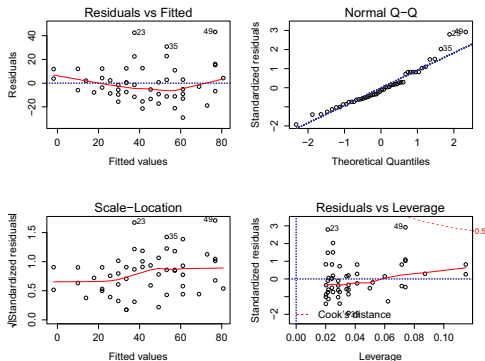 Residuals vs Fitted
Residuals
40
20
0
−20
23
35
49
0 20 40 60 80
Fitted values
Normal Q−Q
Standardized residuals
3
2
1
0
−1
−2
49
35
−2 −1 0 1 2
Theoretical Quantiles
Scale−Location
√|Standardized residuals|
1.5
1.0
0.5
0.0
23
35
49
0 20 40 60 80
Fitted values
Residuals vs Leverage
Standardized residuals
3
2
1
0
−1
−2
23
49
0.5
Cook's distance
0.00 0.02 0.04 0.06 0.08 0.10
Leverage